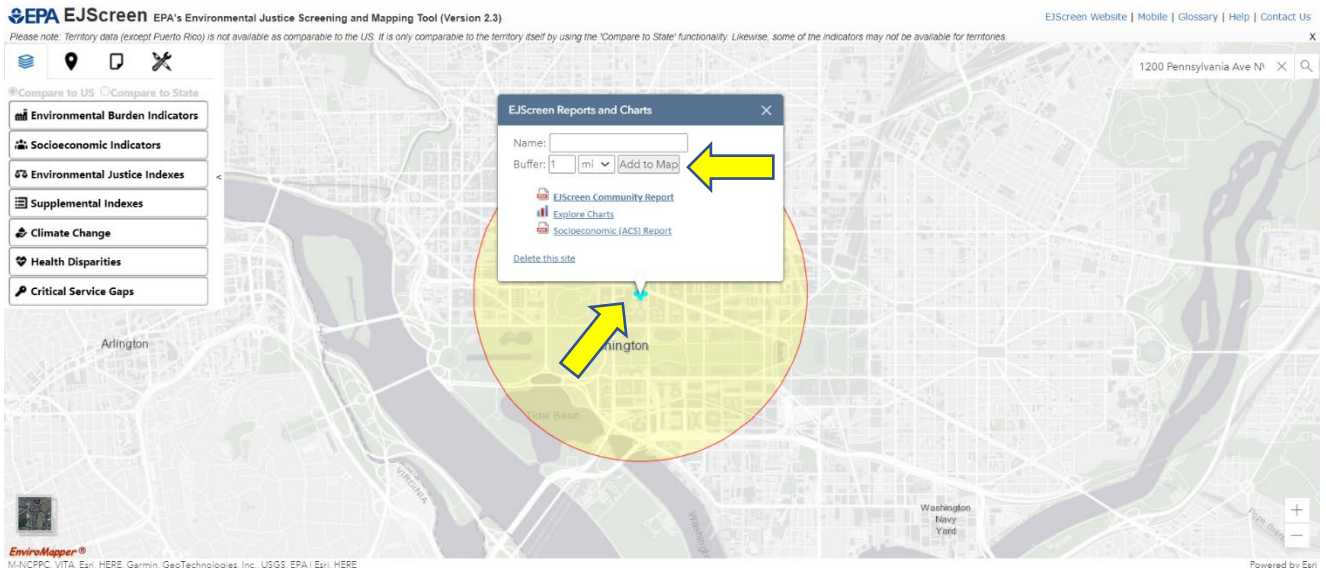 EPA EJScreen EPA's Environmental Justice Screening and Mapping Tool (Version 2.3)
EJScreen Website | Mobile | Glossary | Help | Contact Us
Please note: Territory data (except Puerto Rico) is not available as comparable to the US. It is only comparable to the territory itself by using the 'Compare to State' functionality. Likewise, some of the indicators may not be available for territories.
X
1200 Pennsylvania Ave NW
Compare to US Compare to State
Environmental Burden Indicators
Socioeconomic Indicators
Environmental Justice Indexes
<
Supplemental Indexes
Climate Change
Health Disparities
Critical Service Gaps
EJScreen Reports and Charts
Name:
Buffer: 1 mi Add to Map
EJScreen Community Report
Explore Charts
Socioeconomic (ACS) Report
Delete this site
Arlington
hington
Tidal Basin
VIRGINIA
Washington
Washington
Navy
Yard
Pope Branch
+
−
EnviroMapper®
M-NCPPC, VITA, Esri, HERE, Garmin, GeoTechnologies, Inc., USGS, EPA | Esri, HERE
Powered by Esri